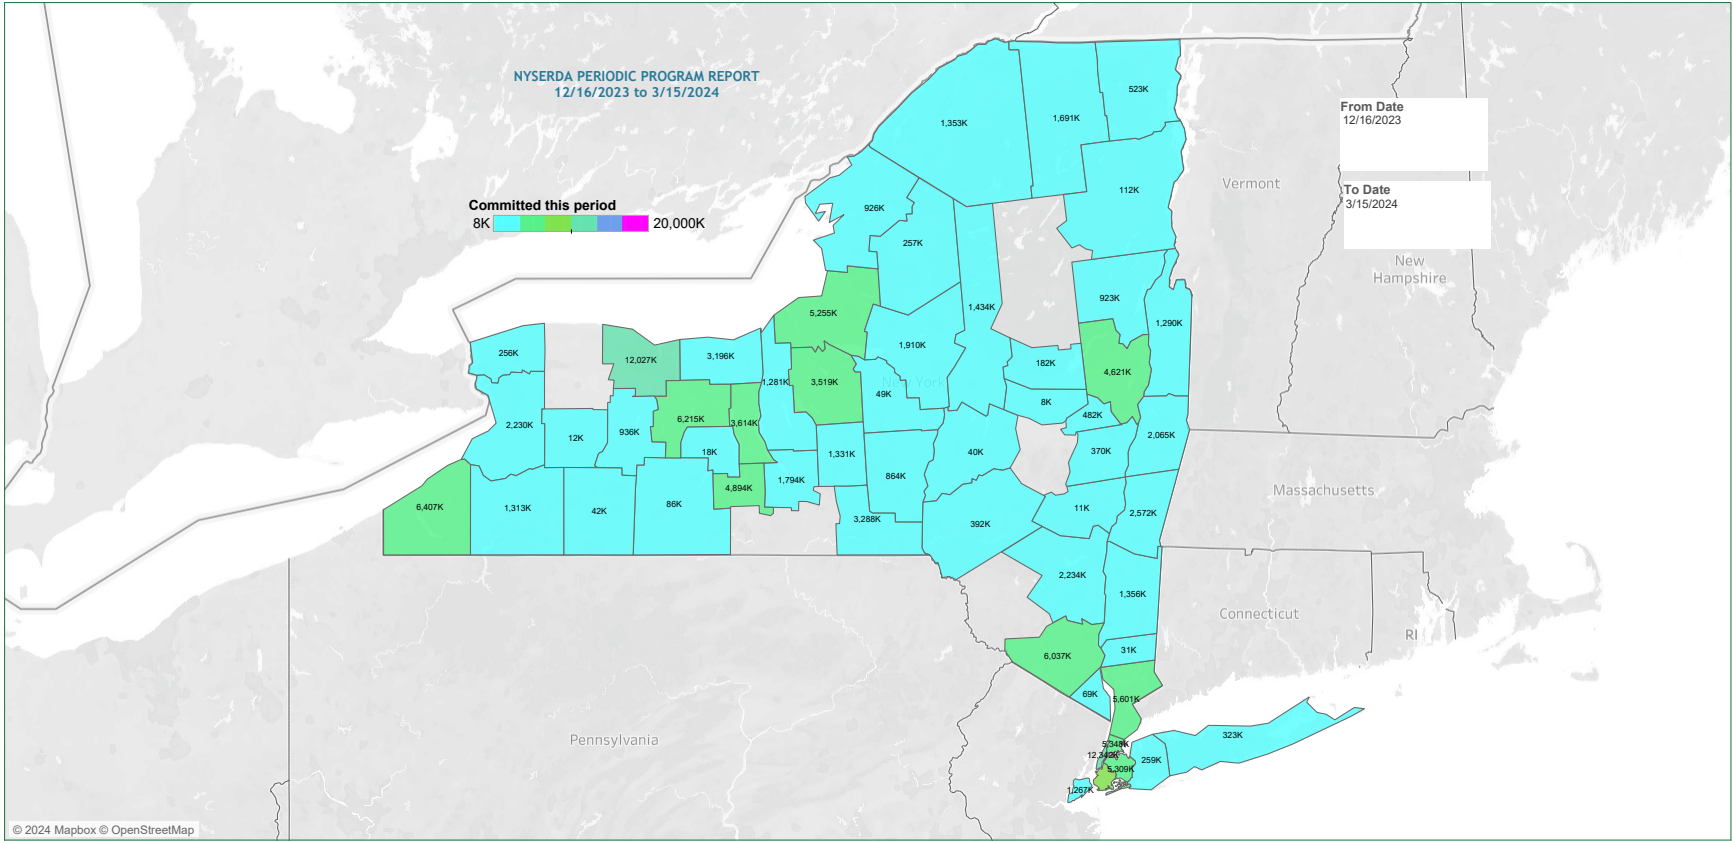 NYSERDA PERIODIC PROGRAM REPORT
12/16/2023 to 3/15/2024
From Date
12/16/2023
To Date
3/15/2024
Committed this period
8K 20,000K
Vermont
New
Hampshire
Massachusetts
Connecticut
RI
Pennsylvania
New York
523K
1,691K
1,353K
112K
926K
257K
923K
1,434K
5,255K
1,290K
1,910K
256K
12,027K
3,196K
182K
4,621K
1,281K
3,519K
49K
8K
482K
2,230K
12K
936K
6,215K
3,614K
2,065K
18K
1,331K
40K
370K
864K
1,794K
4,894K
6,407K
1,313K
42K
86K
11K
2,572K
3,288K
392K
2,234K
1,356K
31K
6,037K
69K
5,601K
323K
5,348K
12,342K
259K
5,309K
1,267K
© 2024 Mapbox © OpenStreetMap